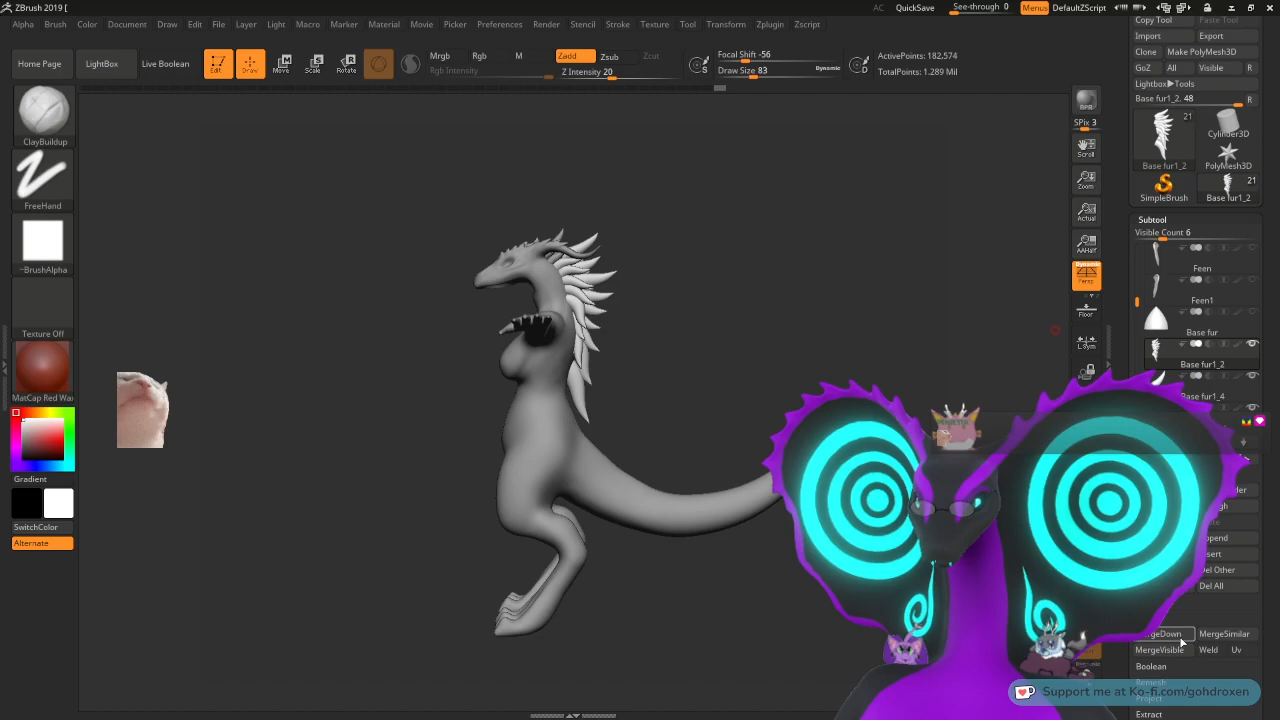 ZBrush 2019 [
AC
QuickSave
See-through 0
Menus
DefaultZScript
Alpha
Brush
Color
Document
Draw
Edit
File
Layer
Light
Macro
Marker
Material
Movie
Picker
Preferences
Render
Stencil
Stroke
Texture
Tool
Transform
Zplugin
Zscript
Copy Tool
Paste Tool
Import
Export
Clone
Make PolyMesh3D
GoZ
All
Visible
R
Lightbox▶Tools
Base fur1_2. 48
R
Home Page
LightBox
Live Boolean
Edit
Draw
Move
Scale
Rotate
Mrgb
Rgb
M
Rgb Intensity
Zadd
Zsub
Zcut
Z Intensity 20
S
Focal Shift -56
Draw Size 83
Dynamic
D
ActivePoints: 182,574
TotalPoints: 1.289 Mil
ClayBuildup
FreeHand
~BrushAlpha
Texture Off
MatCap Red Wax
Gradient
SwitchColor
Alternate
BPR
SPix 3
Scroll
Zoom
Actual
AAHalf
Dynamic
Persp
Floor
L.Sym
21
Cylinder3D
Base fur1_2
PolyMesh3D
21
SimpleBrush
Base fur1_2
Subtool
Visible Count 6
Feen
Feen1
Base fur
Base fur1_2
Base fur1_4
Del Other
Del All
MergeSimilar
MergeVisible
Weld
Uv
Boolean
Remesh
Project
Extract
Support me at Ko-fi.com/gohdroxen